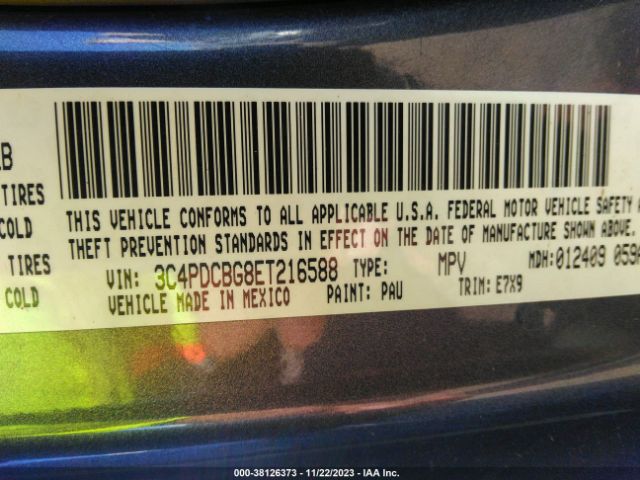 B
TIRES
COLD
TIRES
COLD
THIS VEHICLE CONFORMS TO ALL APPLICABLE U.S.A. FEDERAL MOTOR VEHICLE SAFETY
THEFT PREVENTION STANDARDS IN EFFECT ON THE DATE OF MANUFACTURE SHOWN ABOVE.
VIN: 3C4PDCBG8ET216588 TYPE: MPV MDH: 012409 059
VEHICLE MADE IN MEXICO PAINT: PAU TRIM: E7X9
000-38126373 - 11/22/2023 - IAA Inc.